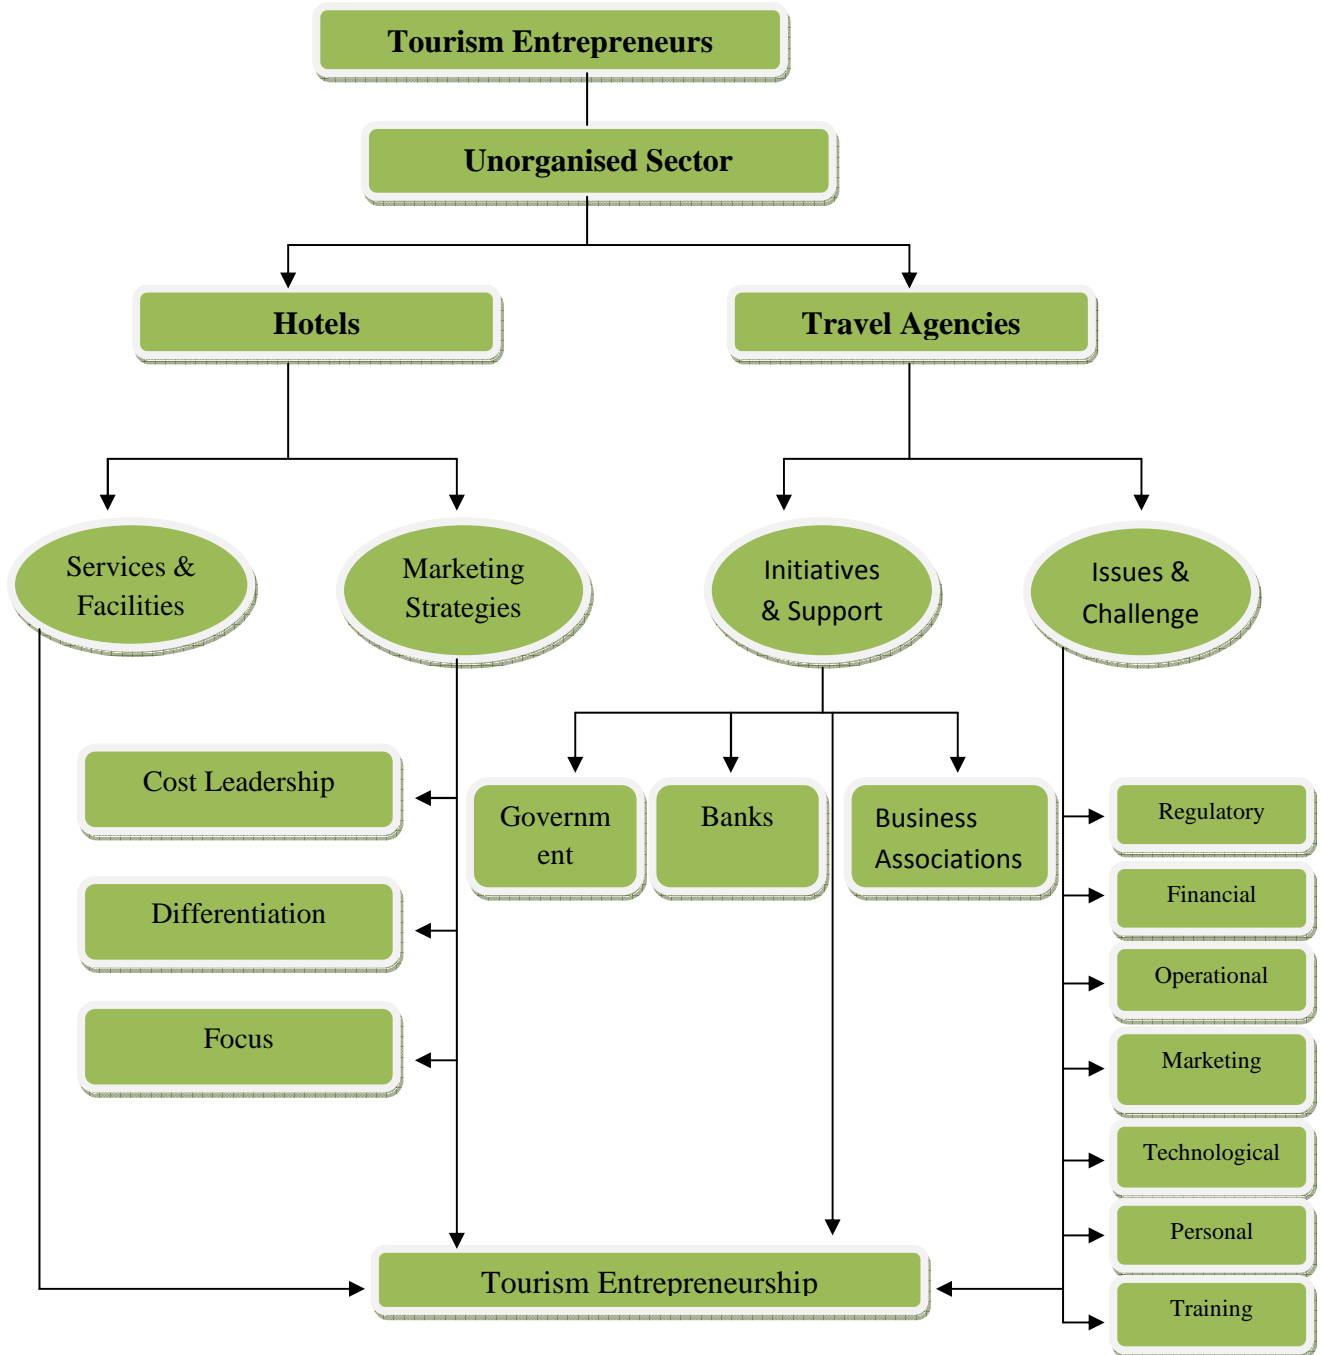 Tourism Entrepreneurs
Unorganised Sector
Hotels
Travel Agencies
Services &
Facilities
Marketing
Strategies
Initiatives
& Support
Issues &
Challenge
Cost Leadership
Differentiation
Focus
Governm
ent
Banks
Business
Associations
Regulatory
Financial
Operational
Marketing
Technological
Personal
Training
Tourism Entrepreneurship